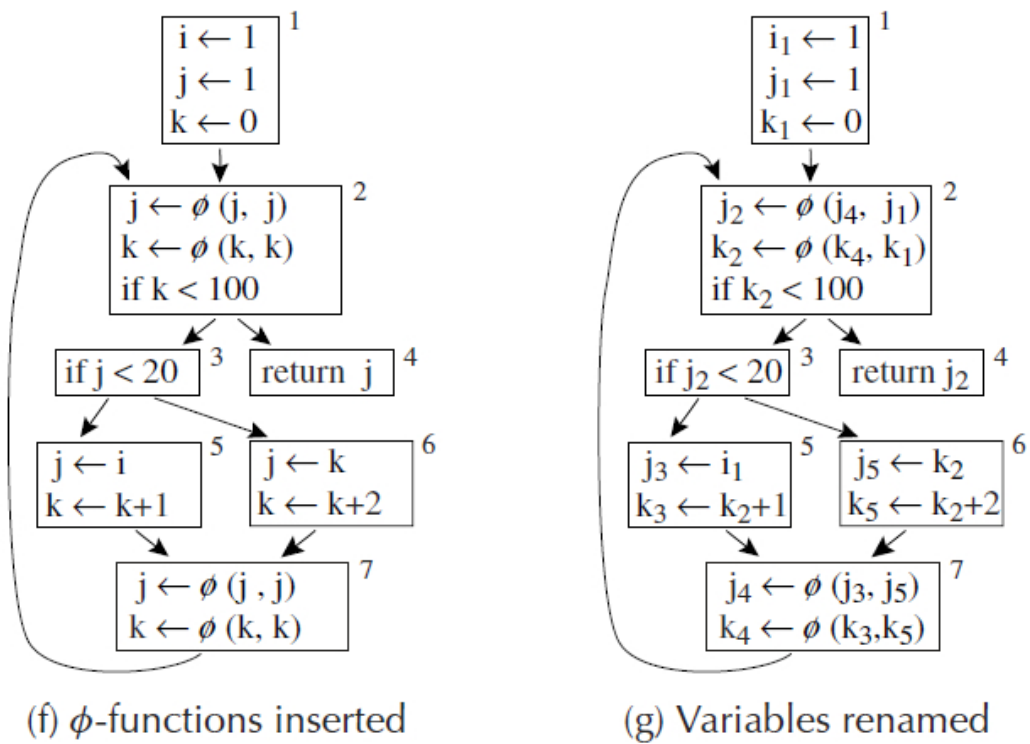 1
i ← 1
j ← 1
k ← 0
2
j ← ϕ (j, j)
k ← ϕ (k, k)
if k < 100
if j < 20 3
return j 4
5
j ← i
k ← k+1
6
j ← k
k ← k+2
7
j ← ϕ (j , j)
k ← ϕ (k, k)
(f) ϕ-functions inserted
1
i₁ ← 1
j₁ ← 1
k₁ ← 0
2
j₂ ← ϕ (j₄, j₁)
k₂ ← ϕ (k₄, k₁)
if k₂ < 100
if j₂ < 20 3
return j₂ 4
5
j₃ ← i₁
k₃ ← k₂+1
6
j₅ ← k₂
k₅ ← k₂+2
7
j₄ ← ϕ (j₃, j₅)
k₄ ← ϕ (k₃,k₅)
(g) Variables renamed